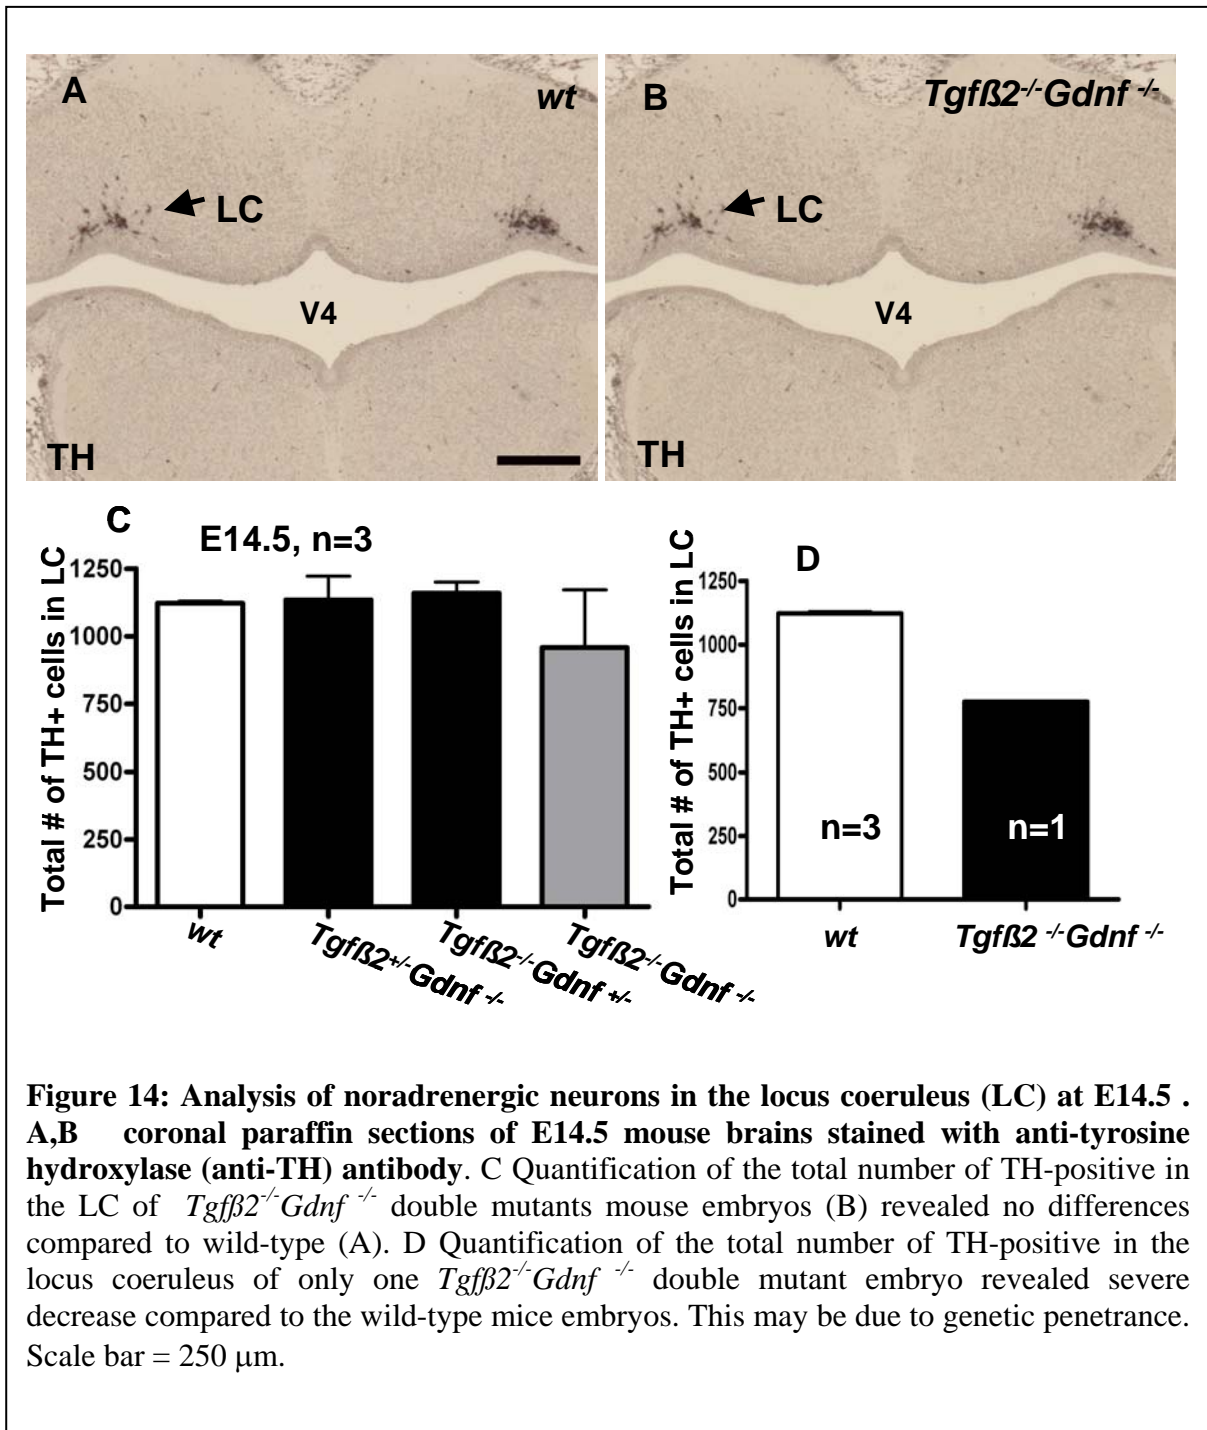 A
wt
LC
V4
TH
B
Tgfß2-/-Gdnf -/-
LC
V4
TH
C
E14.5, n=3
Total # of TH+ cells in LC
1250
1000
750
500
250
0
wt
Tgfß2+/-Gdnf -/-
Tgfß2-/-Gdnf +/-
Tgfß2-/-Gdnf -/-
D
Total # of TH+ cells in LC
1250
1000
750
500
250
0
n=3
n=1
wt
Tgfß2 -/-Gdnf -/-
Figure 14: Analysis of noradrenergic neurons in the locus coeruleus (LC) at E14.5 .
A,B coronal paraffin sections of E14.5 mouse brains stained with anti-tyrosine
hydroxylase (anti-TH) antibody. C Quantification of the total number of TH-positive in
the LC of Tgfß2-/-Gdnf -/- double mutants mouse embryos (B) revealed no differences
compared to wild-type (A). D Quantification of the total number of TH-positive in the
locus coeruleus of only one Tgfß2-/-Gdnf -/- double mutant embryo revealed severe
decrease compared to the wild-type mice embryos. This may be due to genetic penetrance.
Scale bar = 250 μm.